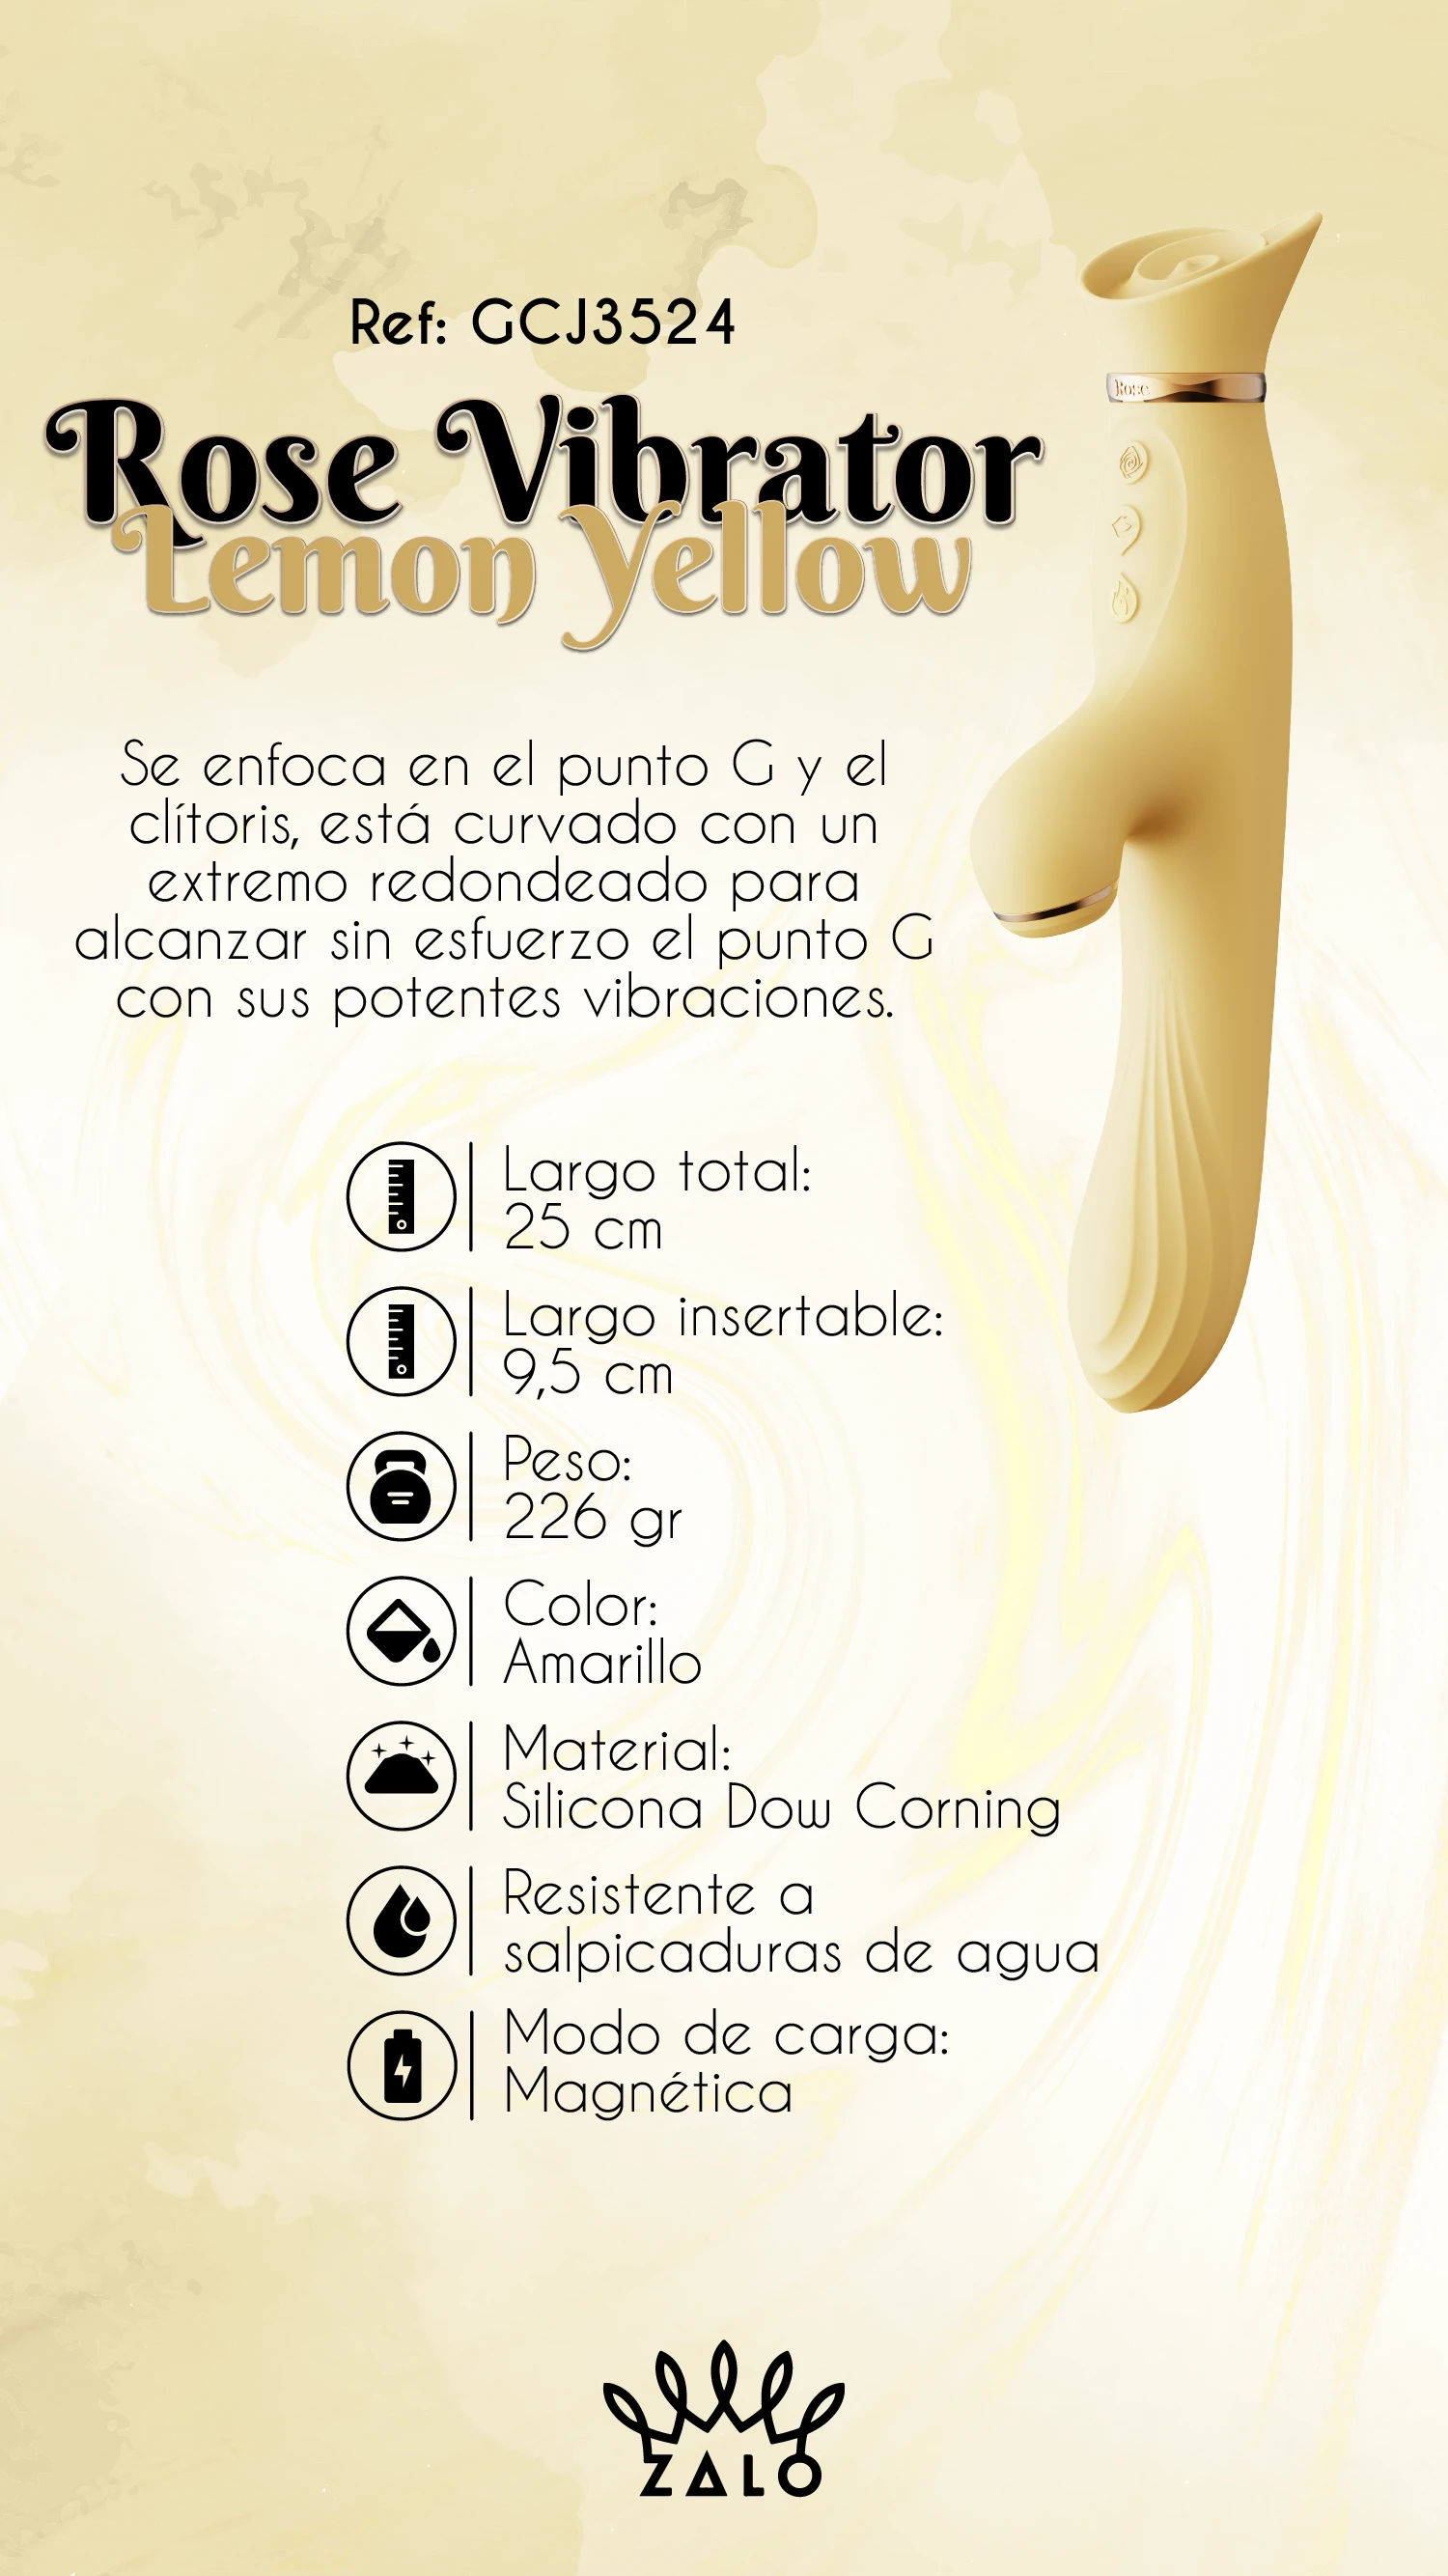 Ref: GCJ3524
Rose
Rose Vibrator
Lemon Yellow
Se enfoca en el punto G y el
clítoris, está curvado con un
extremo redondeado para
alcanzar sin esfuerzo el punto G
con sus potentes vibraciones.
Largo total:
25 cm
Largo insertable:
9,5 cm
Peso:
226 gr
Color:
Amarillo
Material:
Silicona Dow Corning
Resistente a
salpicaduras de agua
Modo de carga:
Magnética
ZALO